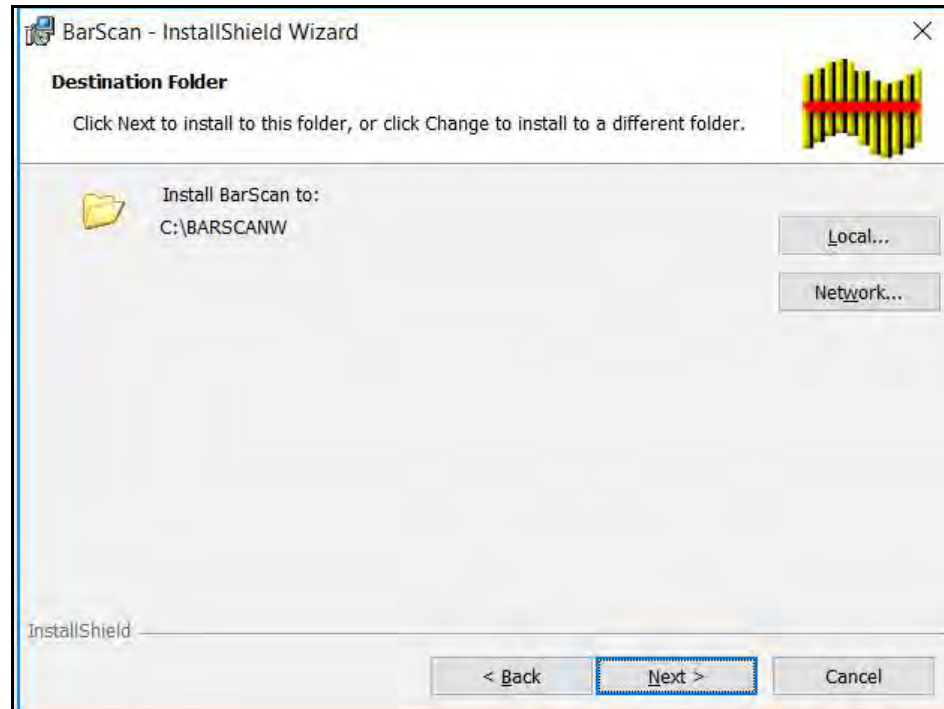 BarScan - InstallShield Wizard
Destination Folder
Click Next to install to this folder, or click Change to install to a different folder.
Install BarScan to:
C:\BARSCANW
Local...
Network...
InstallShield
< Back
Next >
Cancel